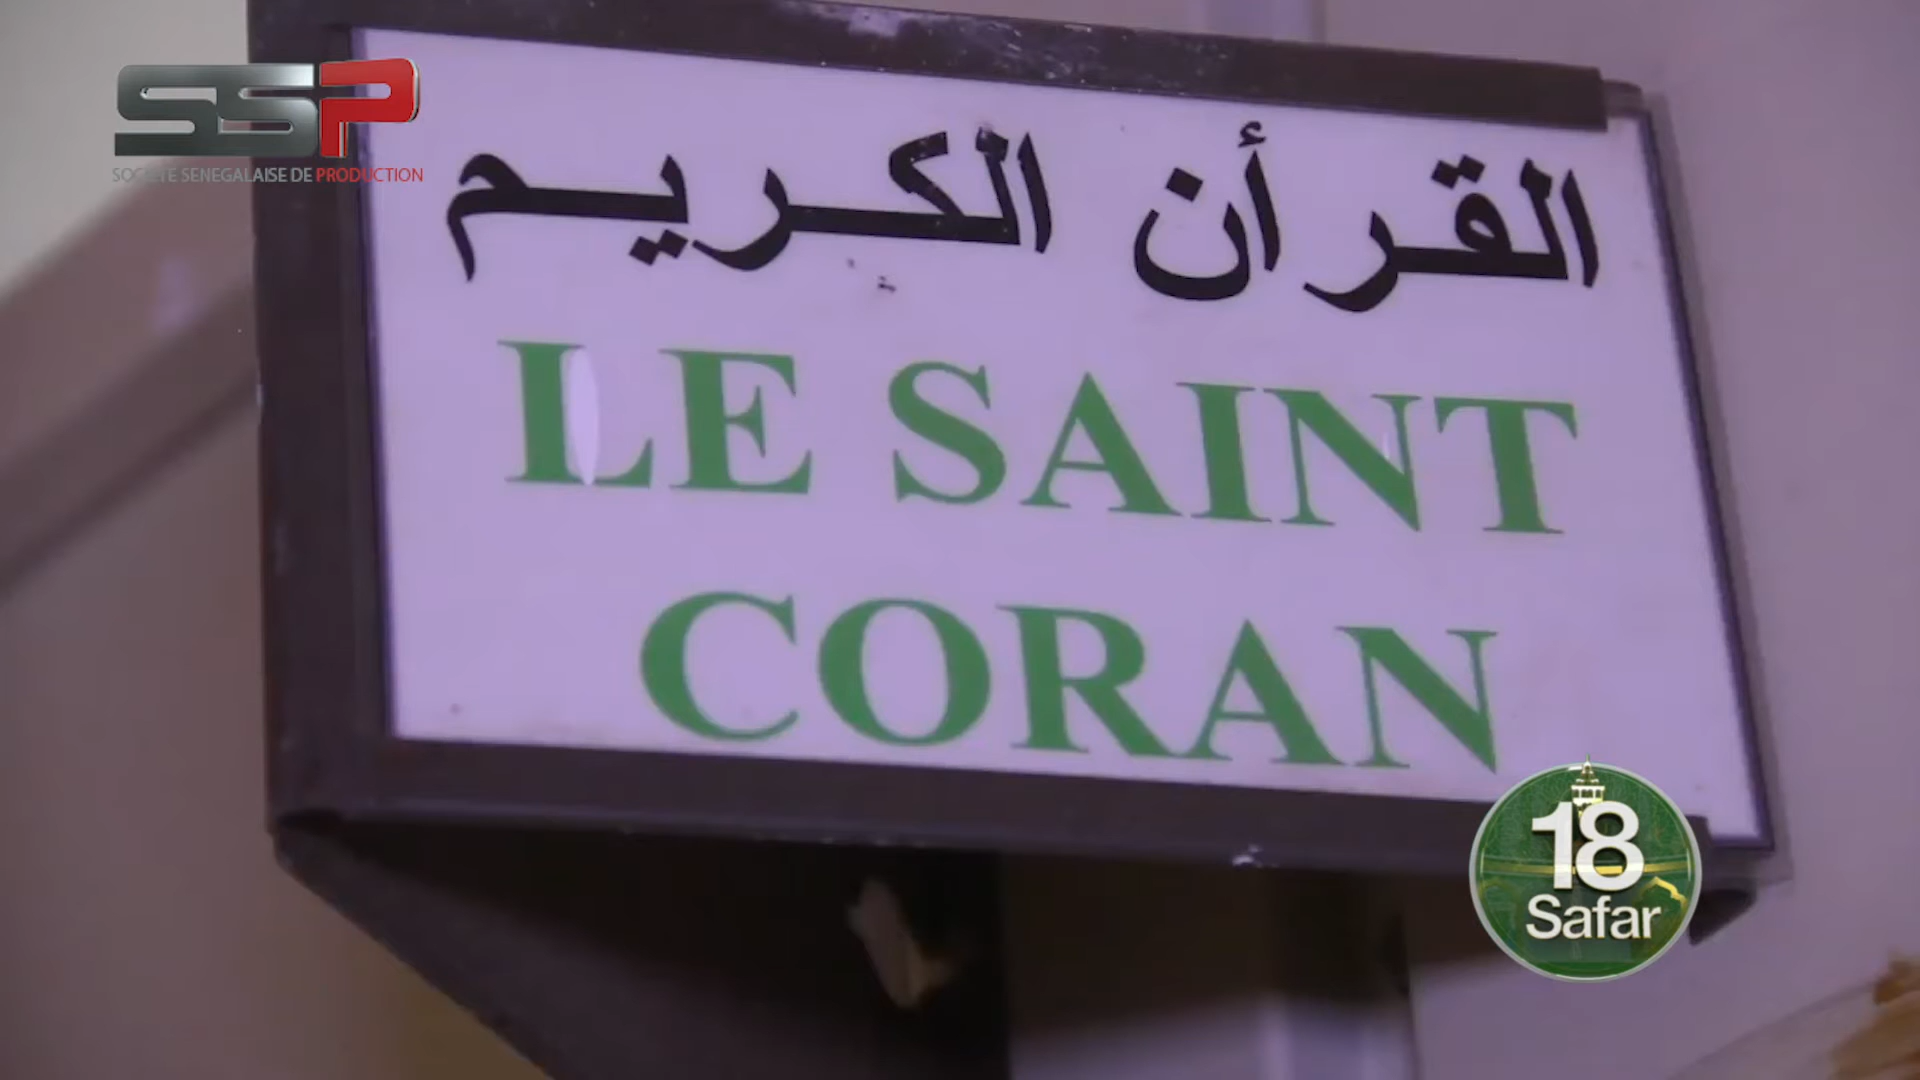 SSP
SOCIETE SENEGALAISE DE PRODUCTION
القرأن الكريم
LE SAINT
CORAN
18
Safar